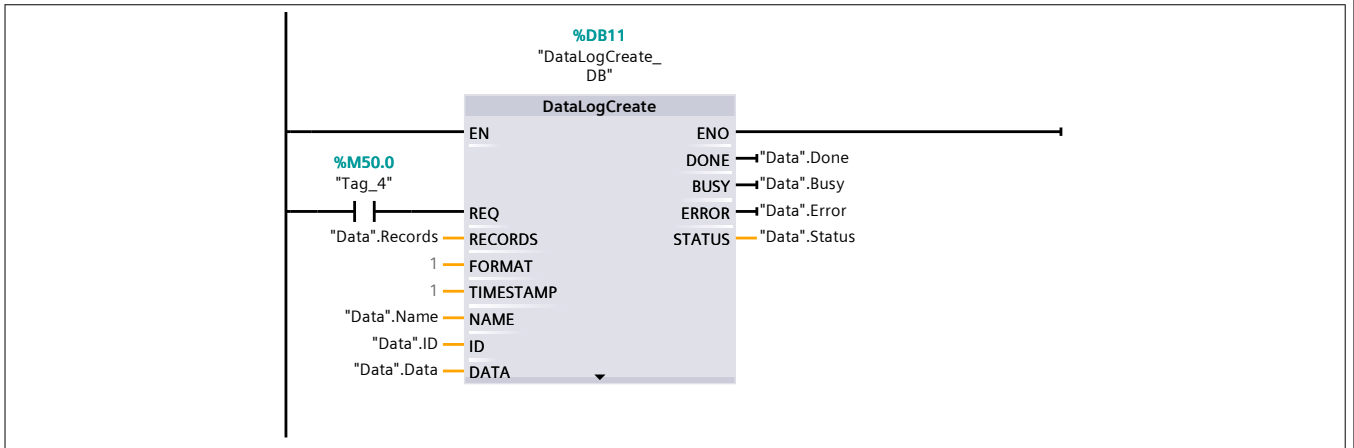 %DB11
"DataLogCreate_
DB"
DataLogCreate
EN ENO
DONE "Data".Done
%M50.0
"Tag_4"
BUSY "Data".Busy
REQ ERROR "Data".Error
"Data".Records RECORDS STATUS "Data".Status
1 FORMAT
1 TIMESTAMP
"Data".Name NAME
"Data".ID ID
"Data".Data DATA